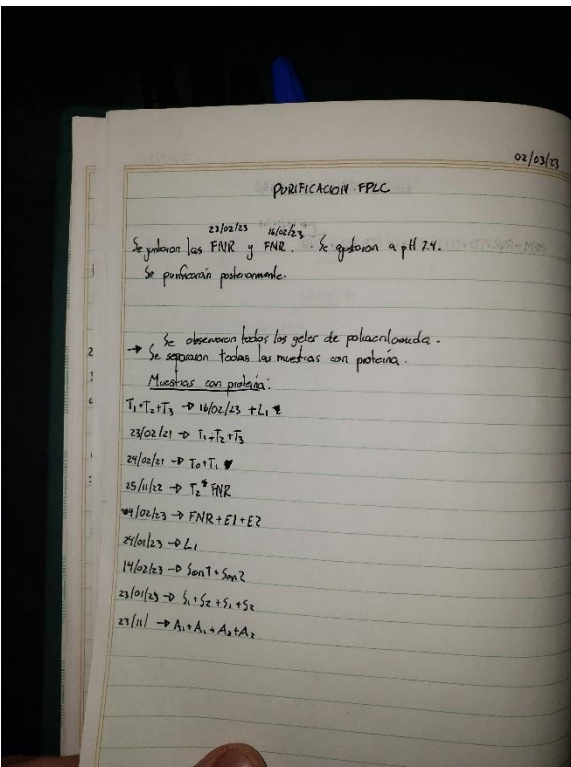 02/03/23
PURIFICACION FPLC
23/02/23 16/02/23
Se juntaron las FNR y FNR. Se ajustaron a pH 7.4.
Se purificarán posteriormente.
Se observaron todos los geles de poliacrilamida.
→ Se separaron todas las muestras con proteína.
Muestras con proteína:
T1+T2+T3 → 16/02/23 + L1
23/02/21 → T1+T2+T3
24/02/21 → T0+T1
25/11/22 → T2* FNR
09/02/23 → FNR+E1+E2
24/01/23 → L1
14/02/23 → Son1+Son2
23/01/23 → S1+S2+S1+S2
23/11/ → A1+A1+A2+A2